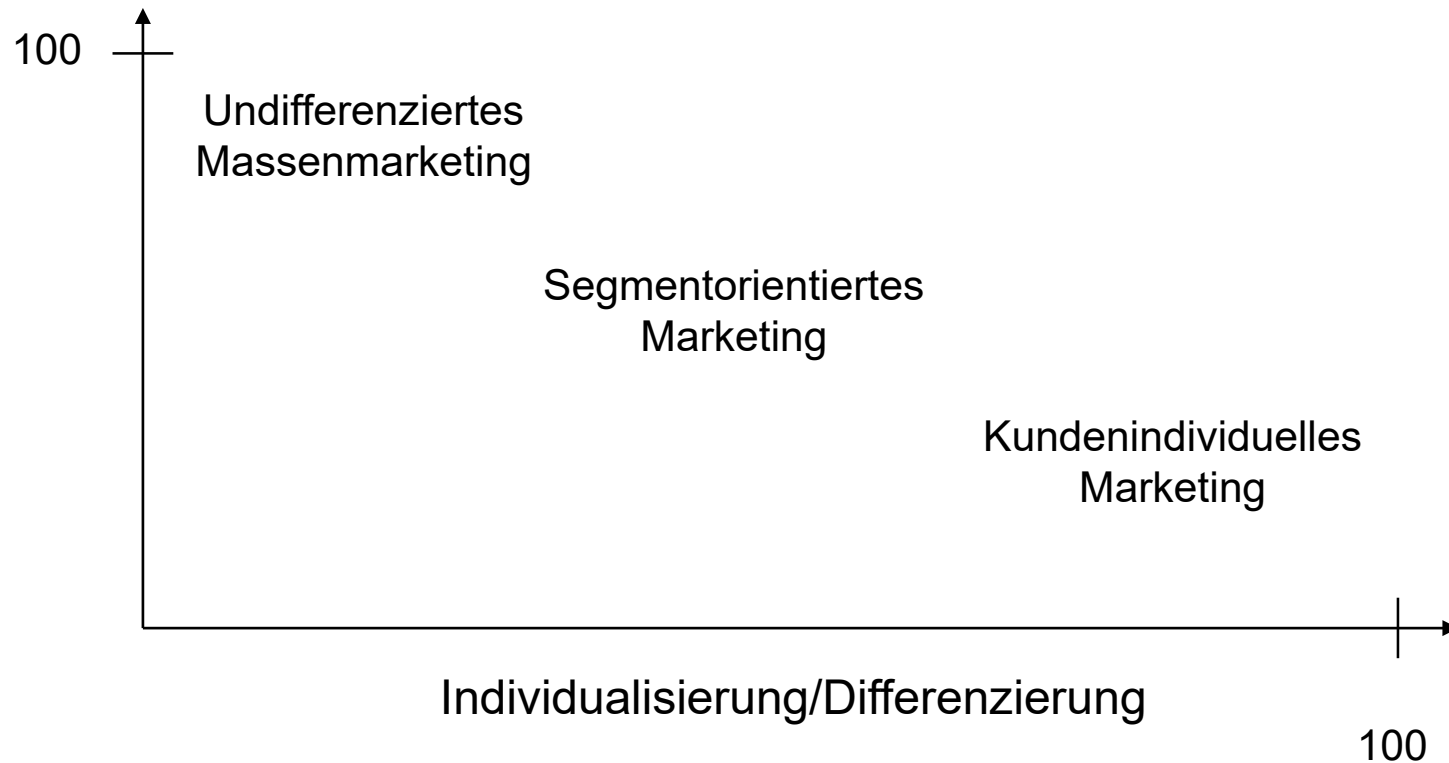 100
Undifferenziertes
Massenmarketing
Segmentorientiertes
Marketing
Kundenindividuelles
Marketing
Individualisierung/Differenzierung
100